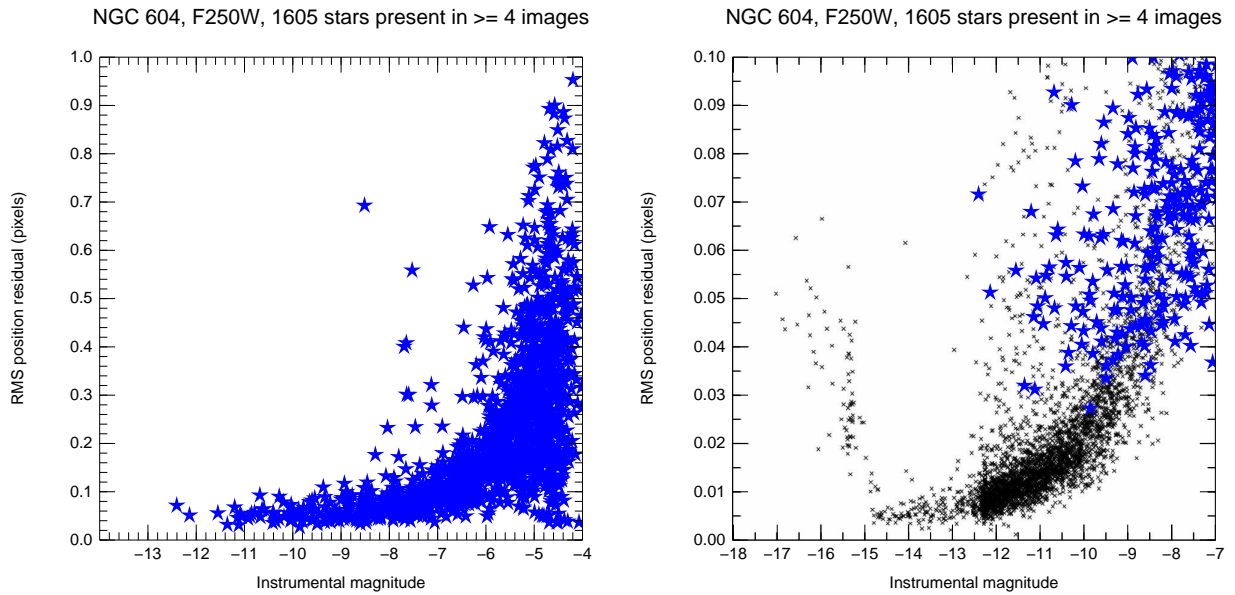 NGC 604, F250W, 1605 stars present in >= 4 images
1.0
0.9
0.8
0.7
0.6
0.5
0.4
0.3
0.2
0.1
0.0
RMS position residual (pixels)
−13 −12 −11 −10 −9 −8 −7 −6 −5 −4
Instrumental magnitude
NGC 604, F250W, 1605 stars present in >= 4 images
0.10
0.09
0.08
0.07
0.06
0.05
0.04
0.03
0.02
0.01
0.00
RMS position residual (pixels)
−18 −17 −16 −15 −14 −13 −12 −11 −10 −9 −8 −7
Instrumental magnitude